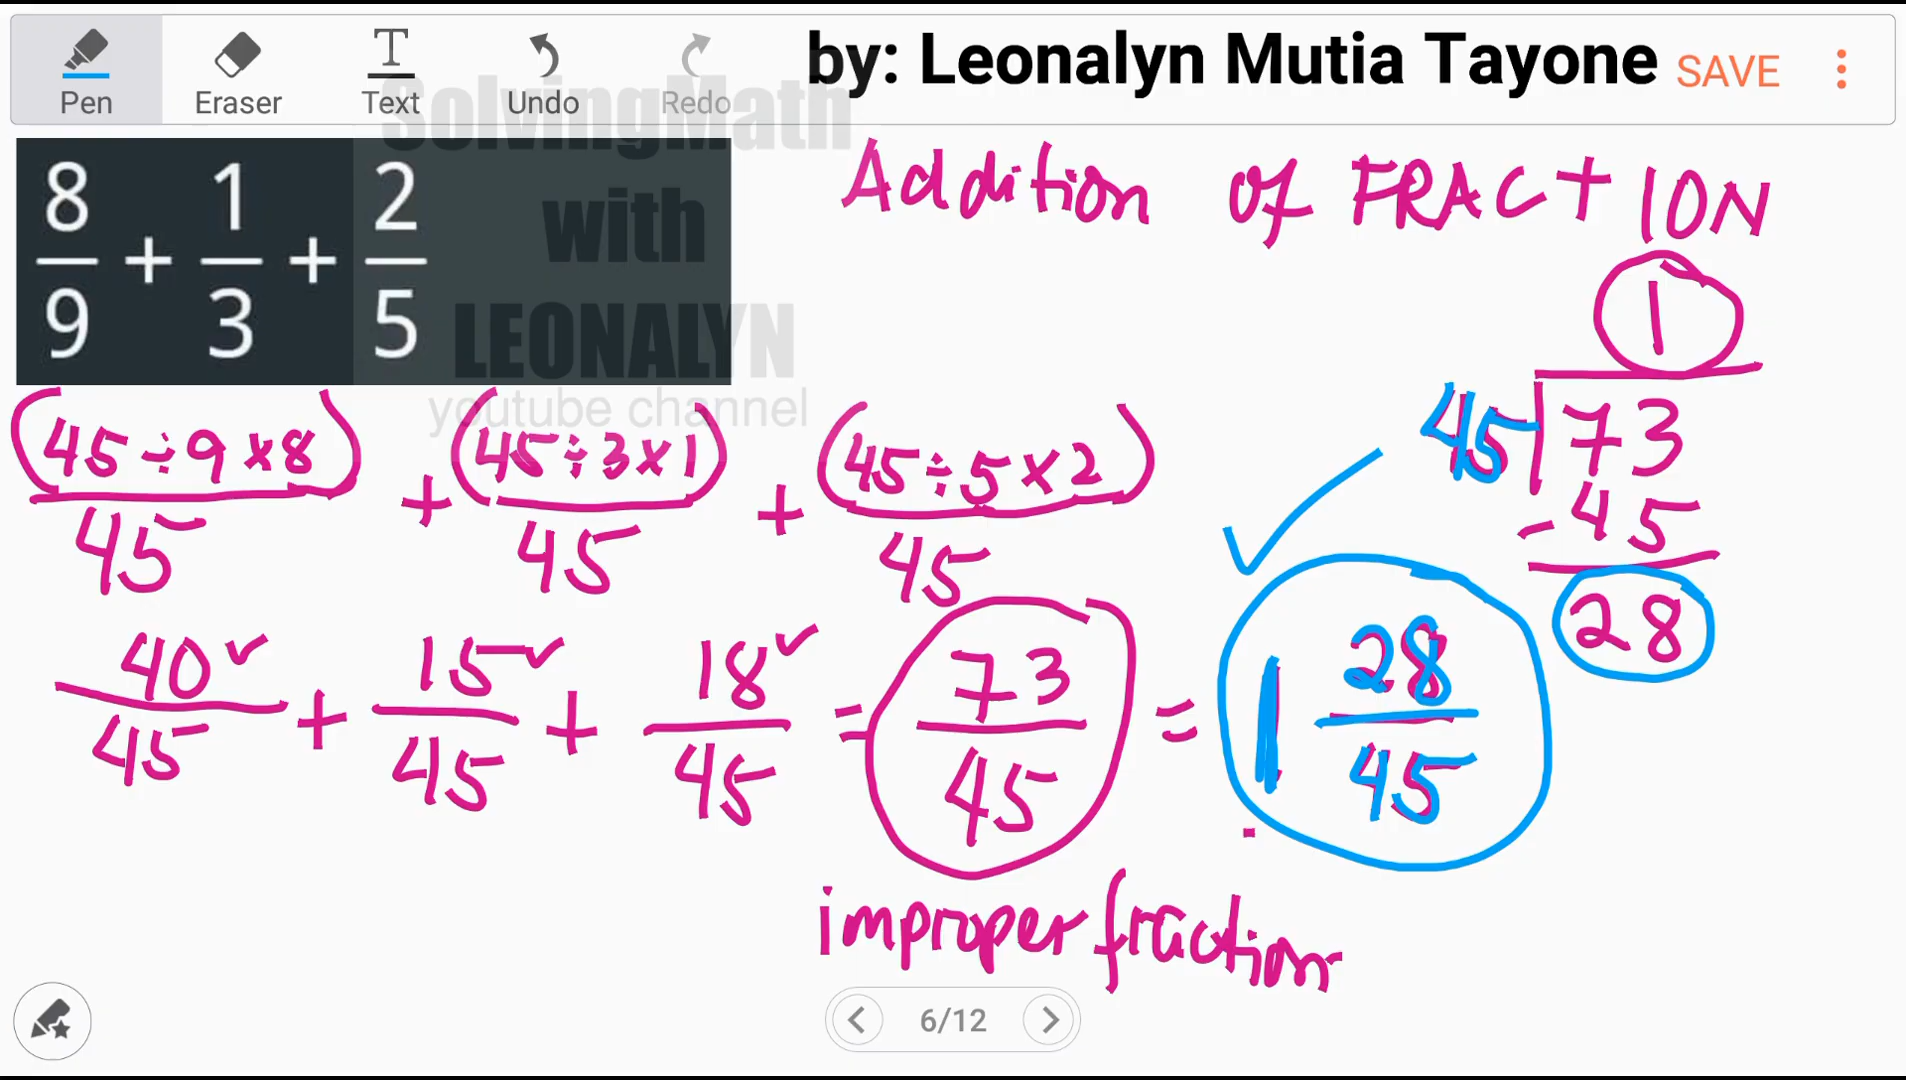 Pen Eraser Text Undo Redo by: Leonalyn Mutia Tayone SAVE
SolvingMath
with
LEONALYN
youtube channel
8/9 + 1/3 + 2/5
Addition of FRACTION
1
45 73
- 45
28
(45÷9×8)/45 + (45÷3×1)/45 + (45÷5×2)/45
40/45 + 15/45 + 18/45 = 73/45 = 1 28/45
improper fraction
6/12